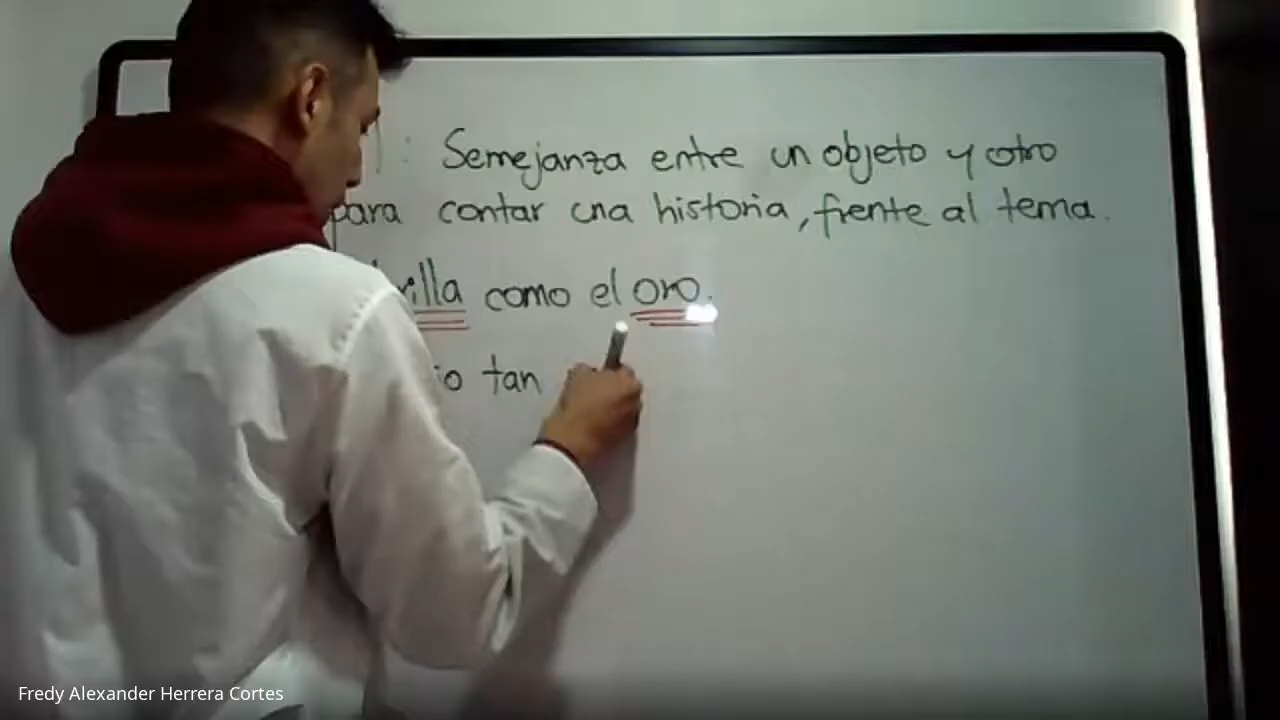 : Semejanza entre un objeto y otro
para contar una historia, frente al tema.
como el oro.
tan
Fredy Alexander Herrera Cortes